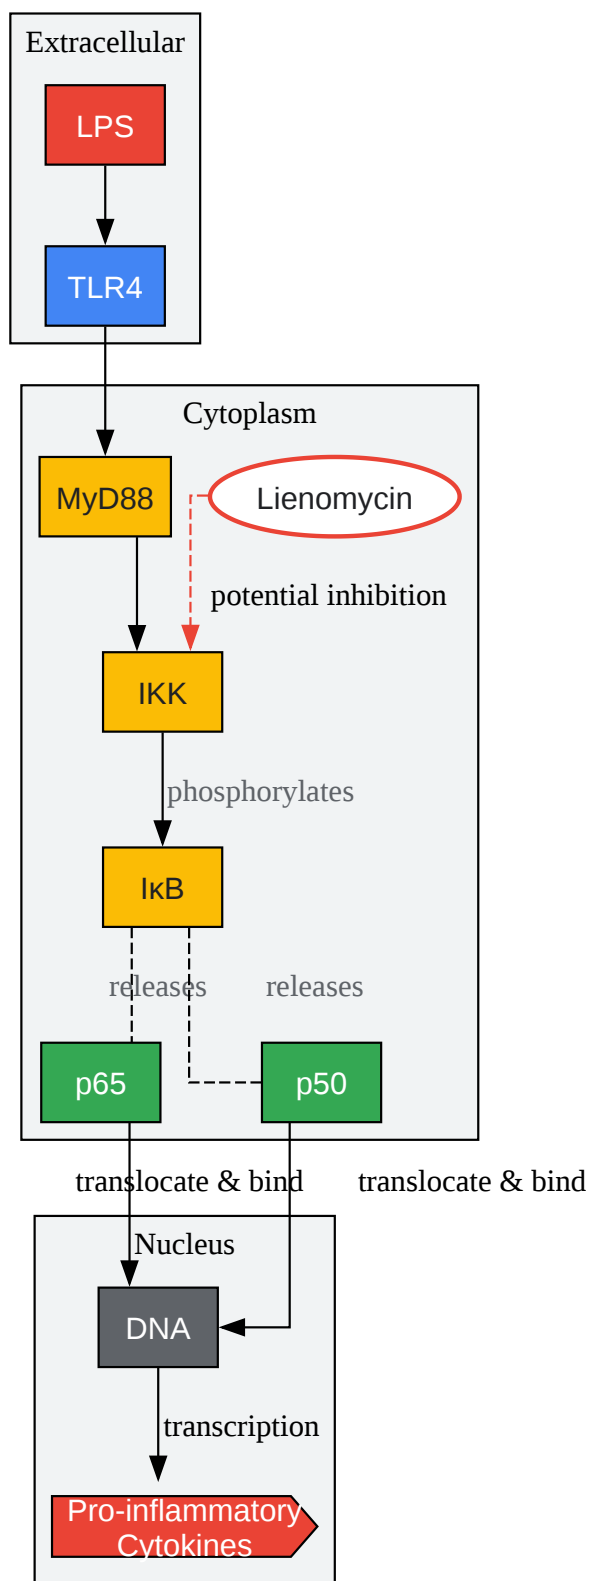 Extracellular
LPS
TLR4
Cytoplasm
MyD88
Lienomycin
potential inhibition
IKK
phosphorylates
IκB
releases
releases
p65
p50
translocate & bind
translocate & bind
Nucleus
DNA
transcription
Pro-inflammatory
Cytokines